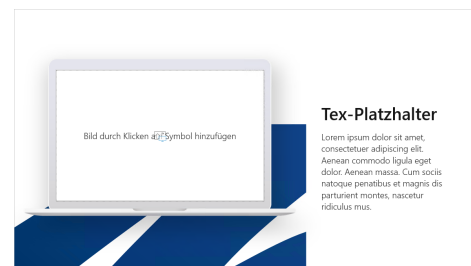 Bild durch Klicken auf Symbol hinzufügen
Tex-Platzhalter
Lorem ipsum dolor sit amet,
consectetuer adipiscing elit.
Aenean commodo ligula eget
dolor. Aenean massa. Cum sociis
natoque penatibus et magnis dis
parturient montes, nascetur
ridiculus mus.